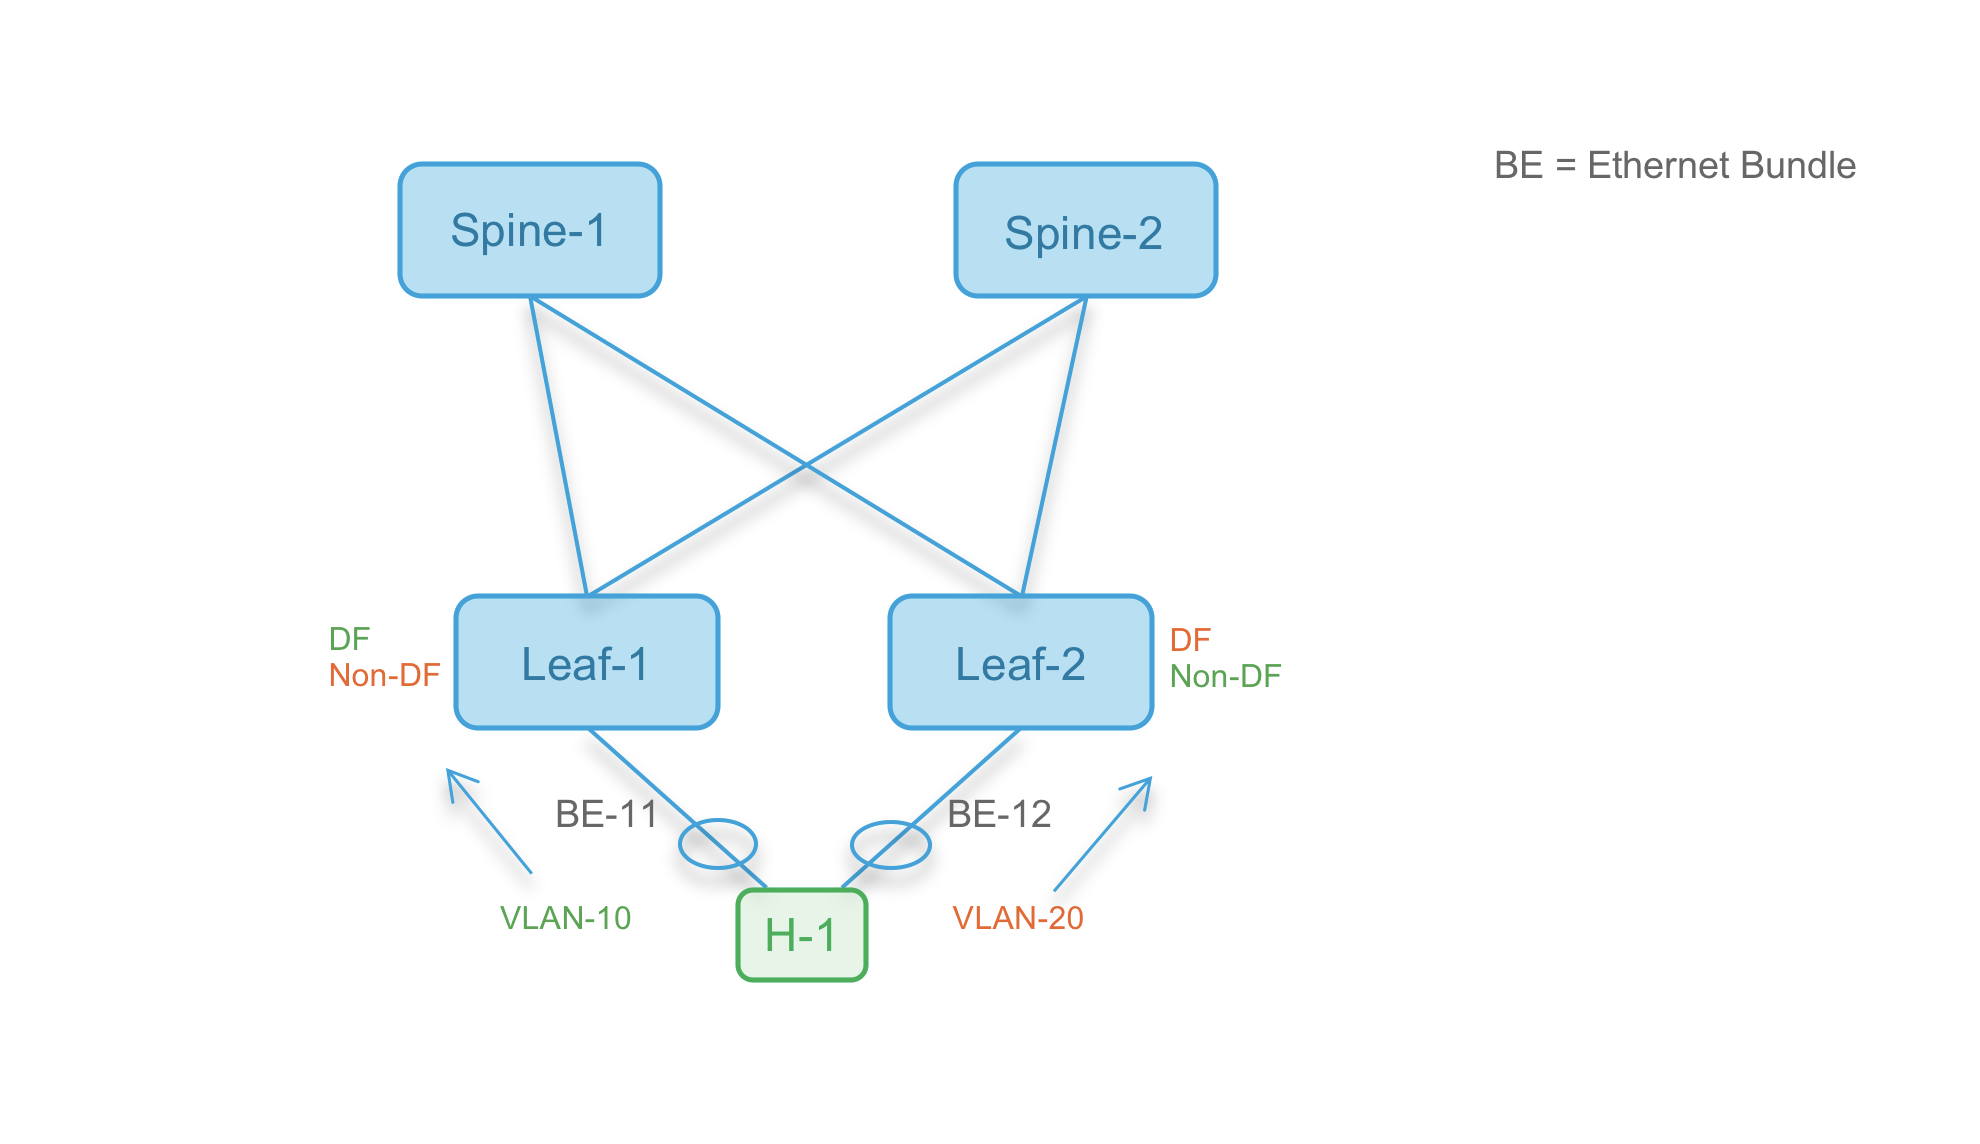 BE = Ethernet Bundle
Spine-1
Spine-2
DF
Non-DF
Leaf-1
Leaf-2
DF
Non-DF
BE-11
BE-12
VLAN-10
H-1
VLAN-20